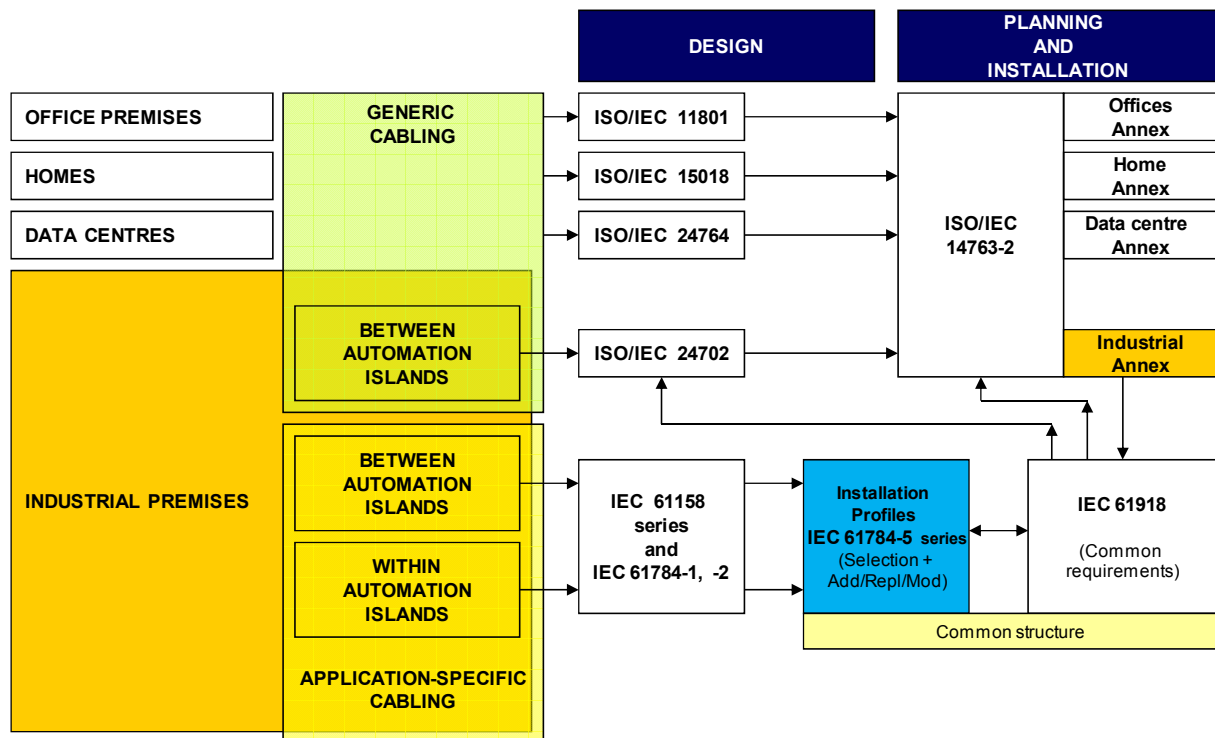 DESIGN
PLANNING
AND
INSTALLATION
OFFICE PREMISES
GENERIC
CABLING
ISO/IEC 11801
Offices
Annex
HOMES
ISO/IEC 15018
Home
Annex
DATA CENTRES
ISO/IEC 24764
ISO/IEC
14763-2
Data centre
Annex
BETWEEN
AUTOMATION
ISLANDS
ISO/IEC 24702
Industrial
Annex
INDUSTRIAL PREMISES
BETWEEN
AUTOMATION
ISLANDS
WITHIN
AUTOMATION
ISLANDS
APPLICATION-SPECIFIC
CABLING
IEC 61158
series
and
IEC 61784-1, -2
Installation
Profiles
IEC 61784-5 series
(Selection +
Add/Repl/Mod)
IEC 61918
(Common
requirements)
Common structure